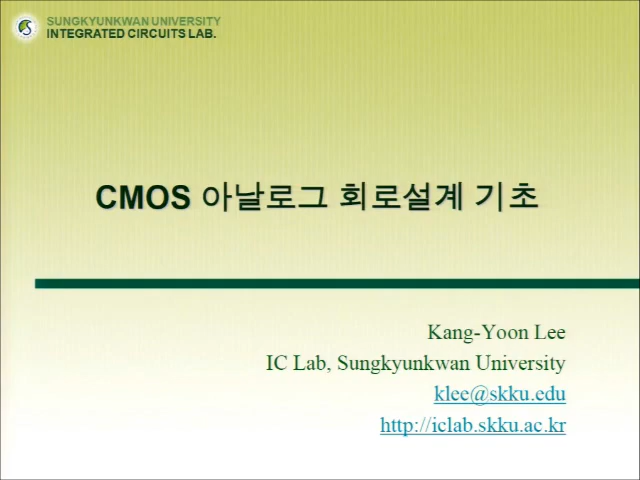 SUNGKYUNKWAN UNIVERSITY
INTEGRATED CIRCUITS LAB.
CMOS 아날로그 회로설계 기초
Kang-Yoon Lee
IC Lab, Sungkyunkwan University
klee@skku.edu
http://iclab.skku.ac.kr